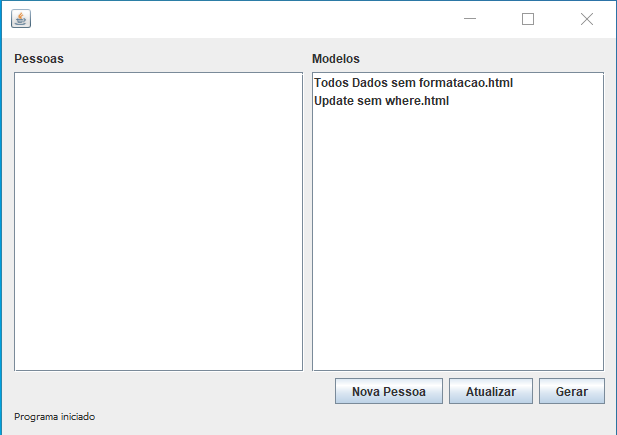 Pessoas
Modelos
Todos Dados sem formatacao.html
Update sem where.html
Nova Pessoa
Atualizar
Gerar
Programa iniciado